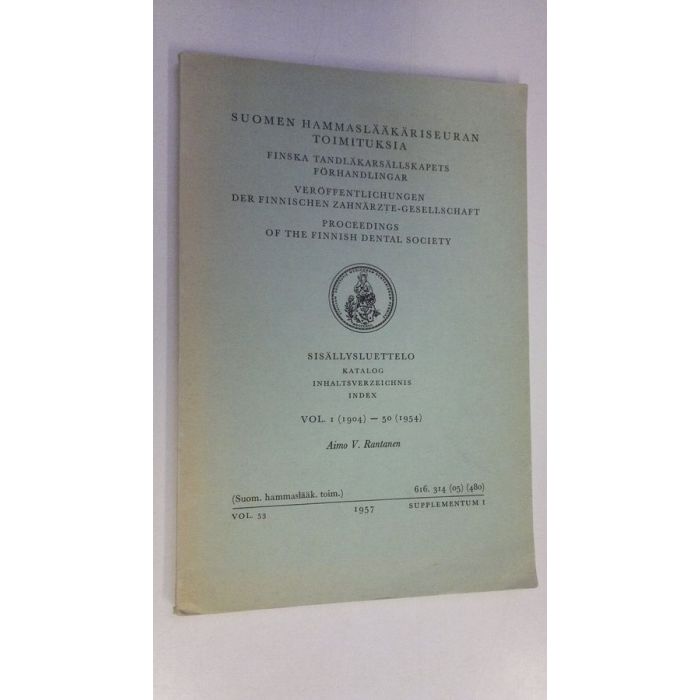 SUOMEN HAMMASLÄÄKÄRISEURAN
TOIMITUKSIA
FINSKA TANDLÄKARSÄLLSKAPETS
FÖRHANDLINGAR
VERÖFFENTLICHUNGEN
DER FINNISCHEN ZAHNÄRZTE-GESELLSCHAFT
PROCEEDINGS
OF THE FINNISH DENTAL SOCIETY
SISÄLLYSLUETTELO
KATALOG
INHALTSVERZEICHNIS
INDEX
VOL. 1 (1904) — 50 (1954)
Aimo V. Rantanen
(Suom. hammaslääk. toim.) 616. 314 (05) (480)
VOL. 53 1957 SUPPLEMENTUM I